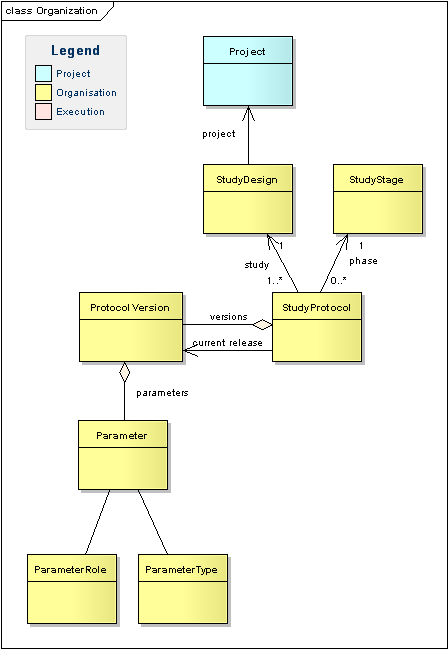 class Organization
Legend
Project
Organisation
Execution
Project
project
StudyDesign
StudyStage
1
1
study
phase
1..*
0..*
Protocol Version
StudyProtocol
versions
current release
parameters
Parameter
ParameterRole
ParameterType